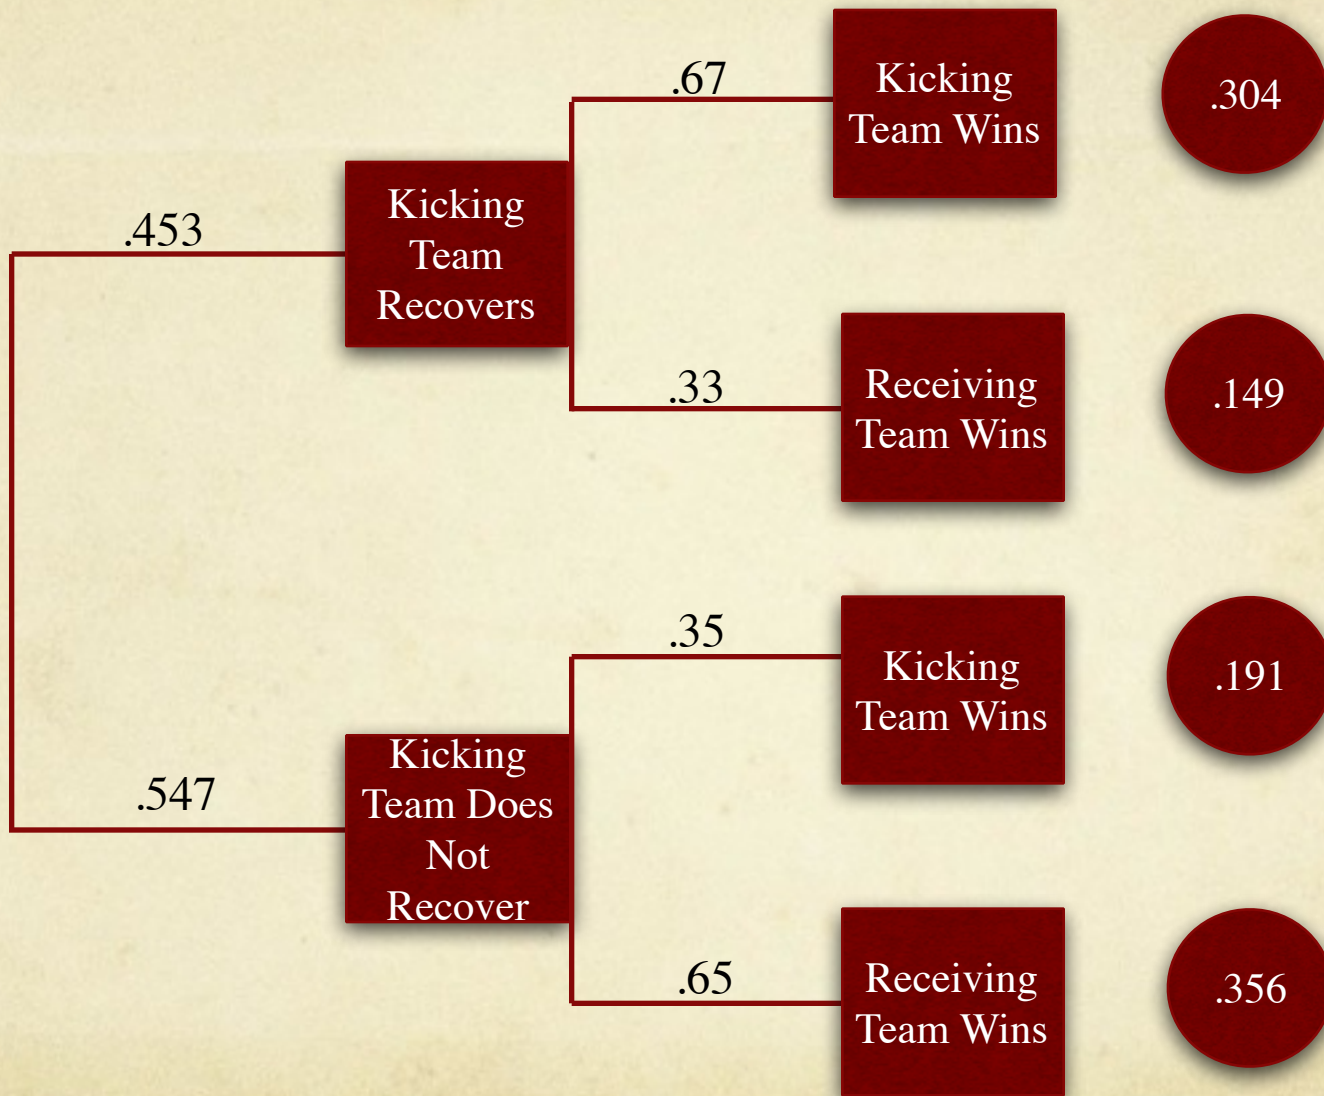 .67
Kicking
Team Wins
.304
.453
Kicking
Team
Recovers
.33
Receiving
Team Wins
.149
.35
Kicking
Team Wins
.191
.547
Kicking
Team Does
Not
Recover
.65
Receiving
Team Wins
.356